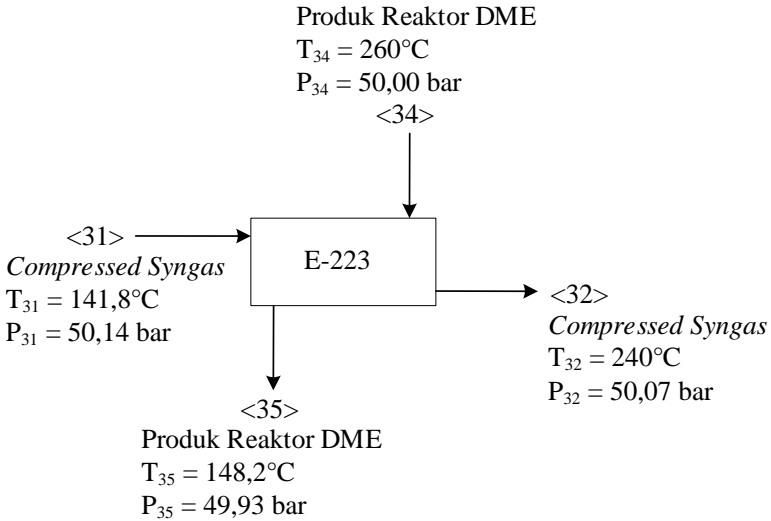 Produk Reaktor DME
T₃₄ = 260°C
P₃₄ = 50,00 bar
<34>
<31>
Compressed Syngas
T₃₁ = 141,8°C
P₃₁ = 50,14 bar
E-223
<32>
Compressed Syngas
T₃₂ = 240°C
P₃₂ = 50,07 bar
<35>
Produk Reaktor DME
T₃₅ = 148,2°C
P₃₅ = 49,93 bar